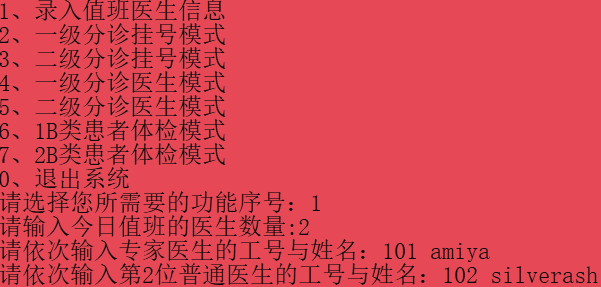 1、录入值班医生信息
2、一级分诊挂号模式
3、二级分诊挂号模式
4、一级分诊医生模式
5、二级分诊医生模式
6、1B类患者体检模式
7、2B类患者体检模式
0、退出系统
请选择您所需要的功能序号：1
请输入今日值班的医生数量:2
请依次输入专家医生的工号与姓名：101 amiya
请依次输入第2位普通医生的工号与姓名：102 silverash